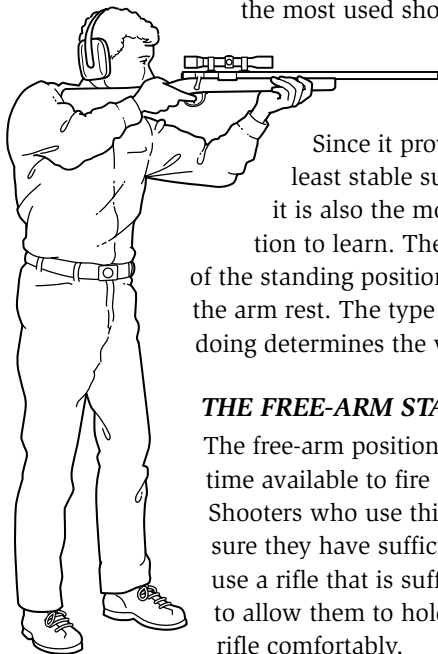 the most used sho
Since it prov
least stable su
it is also the mo
tion to learn. The
of the standing position
the arm rest. The type
doing determines the v
THE FREE-ARM STA
The free-arm position
time available to fire
Shooters who use thi
sure they have suffici
use a rifle that is suff
to allow them to hol
rifle comfortably.